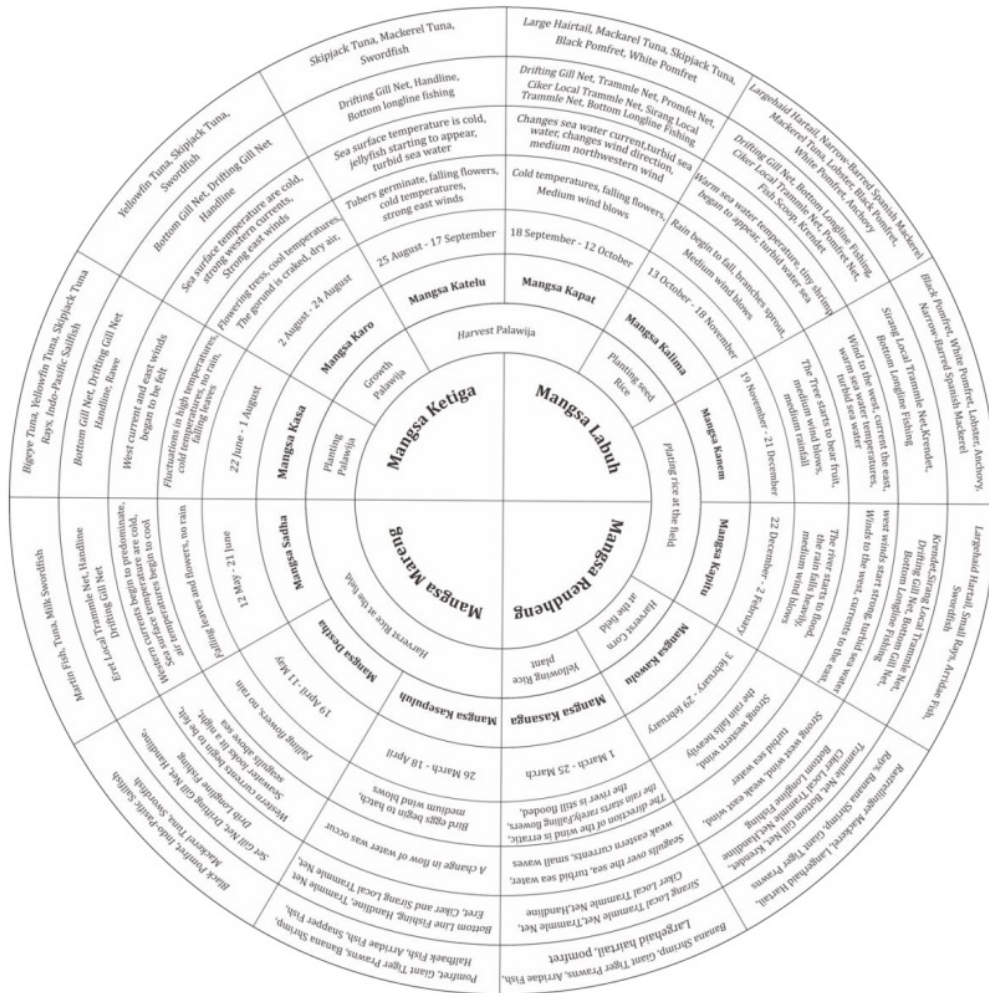 Mangsa Ketiga
Mangsa Labuh
Mangsa Rendheng
Mangsa Mareng
Harvest Palawija
Planting seed
Rice
Plating rice at the field
Harverst Corn
at the field
Yellowing Rice
plant
Harverst Rice at the field
Planting
Palawija
Growth
Palawija
Skipjack Tuna, Mackerel Tuna,
Swordfish
Drifting Gill Net, Handline,
Bottom longline fishing
Sea surface temperature is cold,
jellyfish starting to appear,
turbid sea water
Tubers germinate, falling flowers,
cold temperatures,
strong east winds
25 August - 17 September
Mangsa Katelu
Large Hairtail, Mackarel Tuna, Skipjack Tuna,
Black Pomfret, White Pomfret
Drifting Gill Net, Trammle Net, Promfet Net,
Ciker Local Trammle Net, Sirang Local
Trammle Net, Bottom Longline Fishing
Changes sea water current,turbid sea
water, changes wind direction,
medium northwestern wind
Cold temperatures, falling flowers,
Medium wind blows
18 September - 12 October
Mangsa Kapat
Largehaid Hartail, Narrow-Barred Spanish Mackerel
Mackerel Tuna, Lobster, Black Pomfret,
White Pomfret, Anchovy
Drifting Gill Net, Bottom Longline Fishing,
Ciker Local Trammle Net, Pomfret Net,
Fish Scoop, Krendet
Warm sea water temperature, tiny shrimp
began to appear, turbid water sea
Rain begin to fall, branches sprout,
Medium wind blows
13 October - 18 November
Mangsa Kalima
Black Pomfret, White Pomfret, Lobster, Anchovy,
Narrow-Barred Spanish Mackerel
Sirang Local Trammle Net,Krendet,
Bottom Longline Fishing
Wind to the west, current the east,
warm sea water temperatures,
turbid sea water
The Tree starts to bear fruit,
medium wind blows,
medium rainfall
19 November - 21 December
Mangsa Kanem
Largehaid Hartail, Small Rays, Arridae Fish,
Swordfish
Krendet,Sirang Local Trammle Net,
Drifting Gill Net, Bottom Gill Net,
Bottom Longline Fishing
west winds start strong, turbid sea water
Winds to the west, currents to the east,
The river starts to flood,
the rain falls heavily,
medium wind blows
22 December - 2 February
Mangsa Kapitu
Rastrellinger Mackerel, Langerhaid Hartail,
Rays, Banana Shrimp, Giant Tiger Prawns
Trammle Net, Bottom Gill Net, Krendet,
Ciker Local Trammle Net,Handline
Bottom Longline Fishing
Strong west wind, weak east wind,
turbid sea water
Strong western wind,
the rain falls heavily
3 february - 29 february
Mangsa Kawolu
Banana Shrimp, Giant Tiger Prawns, Arridae Fish,
Largehaid hairtail, pomfret
Sirang Local Trammle Net,Trammle Net,
Ciker Local Trammle Net,Handline
Seagulls over the sea, turbid sea water,
weak eastern currents, small waves
The direction of the wind is erratic,
the rain starts rarely,Falling flowers,
the river is still flooded,
1 march - 25 March
Mangsa Kasanga
Pomfret, Giant Tiger Prawns, Banana Shrimp,
Halfback Fish, Arridae Fish, Snapper Fish,
Bottom Line Fishing, Handline, Trammle Net
Eret, Ciker and Sirang Local Trammle Net,
A change in flow of water was occur
Bird eggs begin to hatch,
medium wind blows
26 March - 18 April
Mangsa Kasepuluh
Black Pomfret, Indo-Pasific Sailfish
Mackerel Tuna, Swordfish
Set Gill Net, Drifting Gill Net, Handline,
Drib Longline Fishing
Western currents begin to be felt,
Seawater looks lit a night,
seagulls above sea
Falling flowers, no rain
19 April -11 May
Mangsa Destha
Martin Fish, Tuna, Milk Swordfish
Eret Local Trammle Net, Handline
Drifting Gill Net
Western currents begin to predominate,
Sea surface temperature are cold,
air temperatures begin to cool
Falling leaves and flowers, no rain
12 May - 21 June
Mangsa Sadha
Bigeye Tuna, Yellowfin Tuna, Skipjack Tuna
Rays, Indo-Pasific Sailfish
Bottom Gill Net, Drifting Gill Net
Handline, Rawe
West current and east winds
began to be felt
Fluctuations in high temperatures,
cold temperatures, no rain,
falling leaves
22 June - 1 August
Mangsa Kasa
Yellowfin Tuna, Skipjack Tuna,
Swordfish
Bottom Gill Net, Drifting Gill Net
Handline
Sea surface temperature are cold,
strong western currents,
Strong east winds
Flowering tress, cool temperatures,
The gorund is craked, dry air,
2 August - 24 August
Mangsa Karo